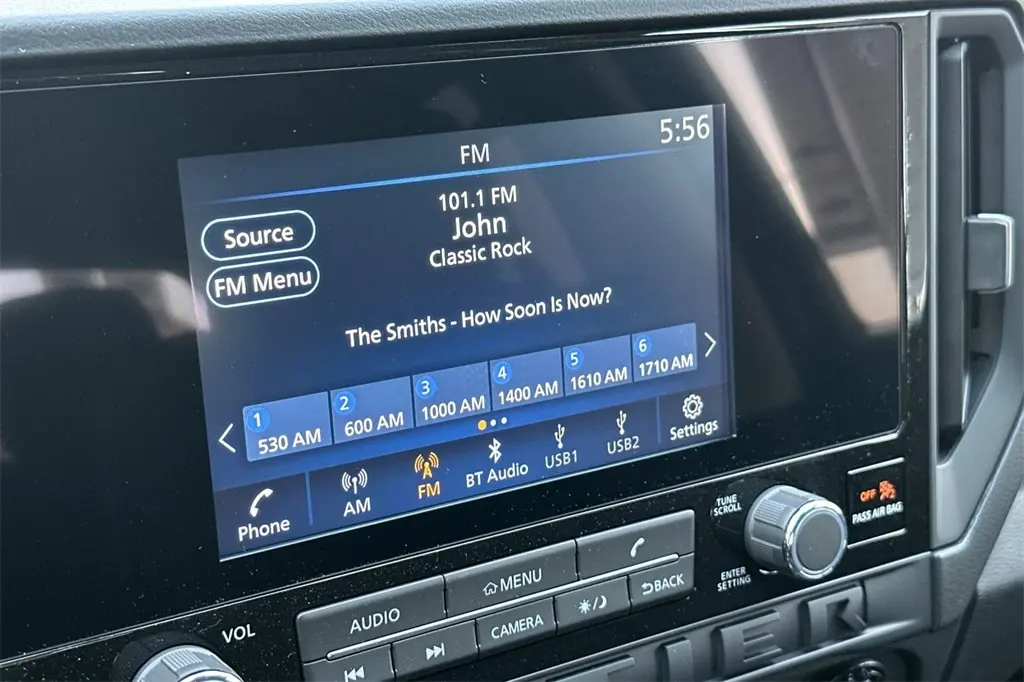 5:56
FM
101.1 FM
John
Classic Rock
Source
FM Menu
The Smiths - How Soon Is Now?
1 530 AM
2 600 AM
3 1000 AM
4 1400 AM
5 1610 AM
6 1710 AM
Phone
AM
FM
BT Audio
USB1
USB2
Settings
TUNE
SCROLL
OFF
PASS AIR BAG
ENTER
SETTING
VOL
AUDIO
MENU
CAMERA
BACK
TIER